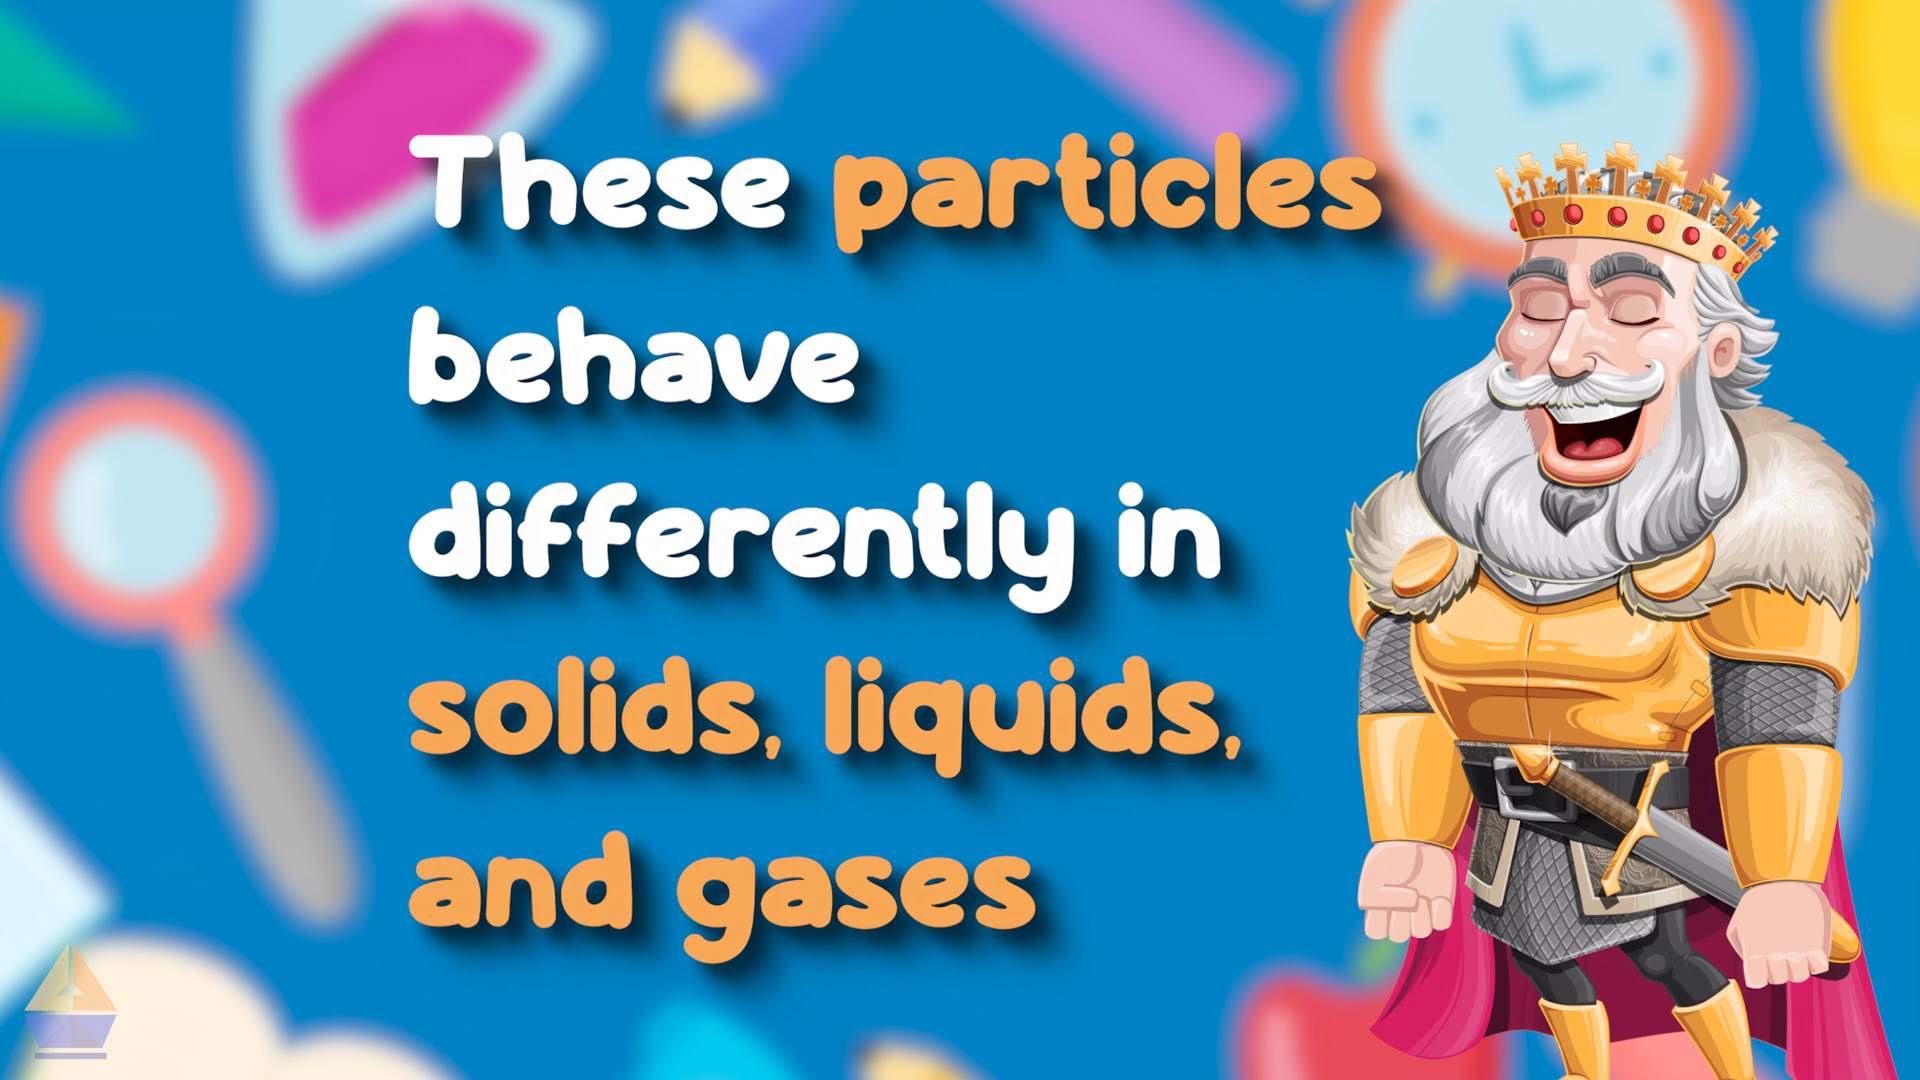 These particles
behave
differently in
solids, liquids,
and gases